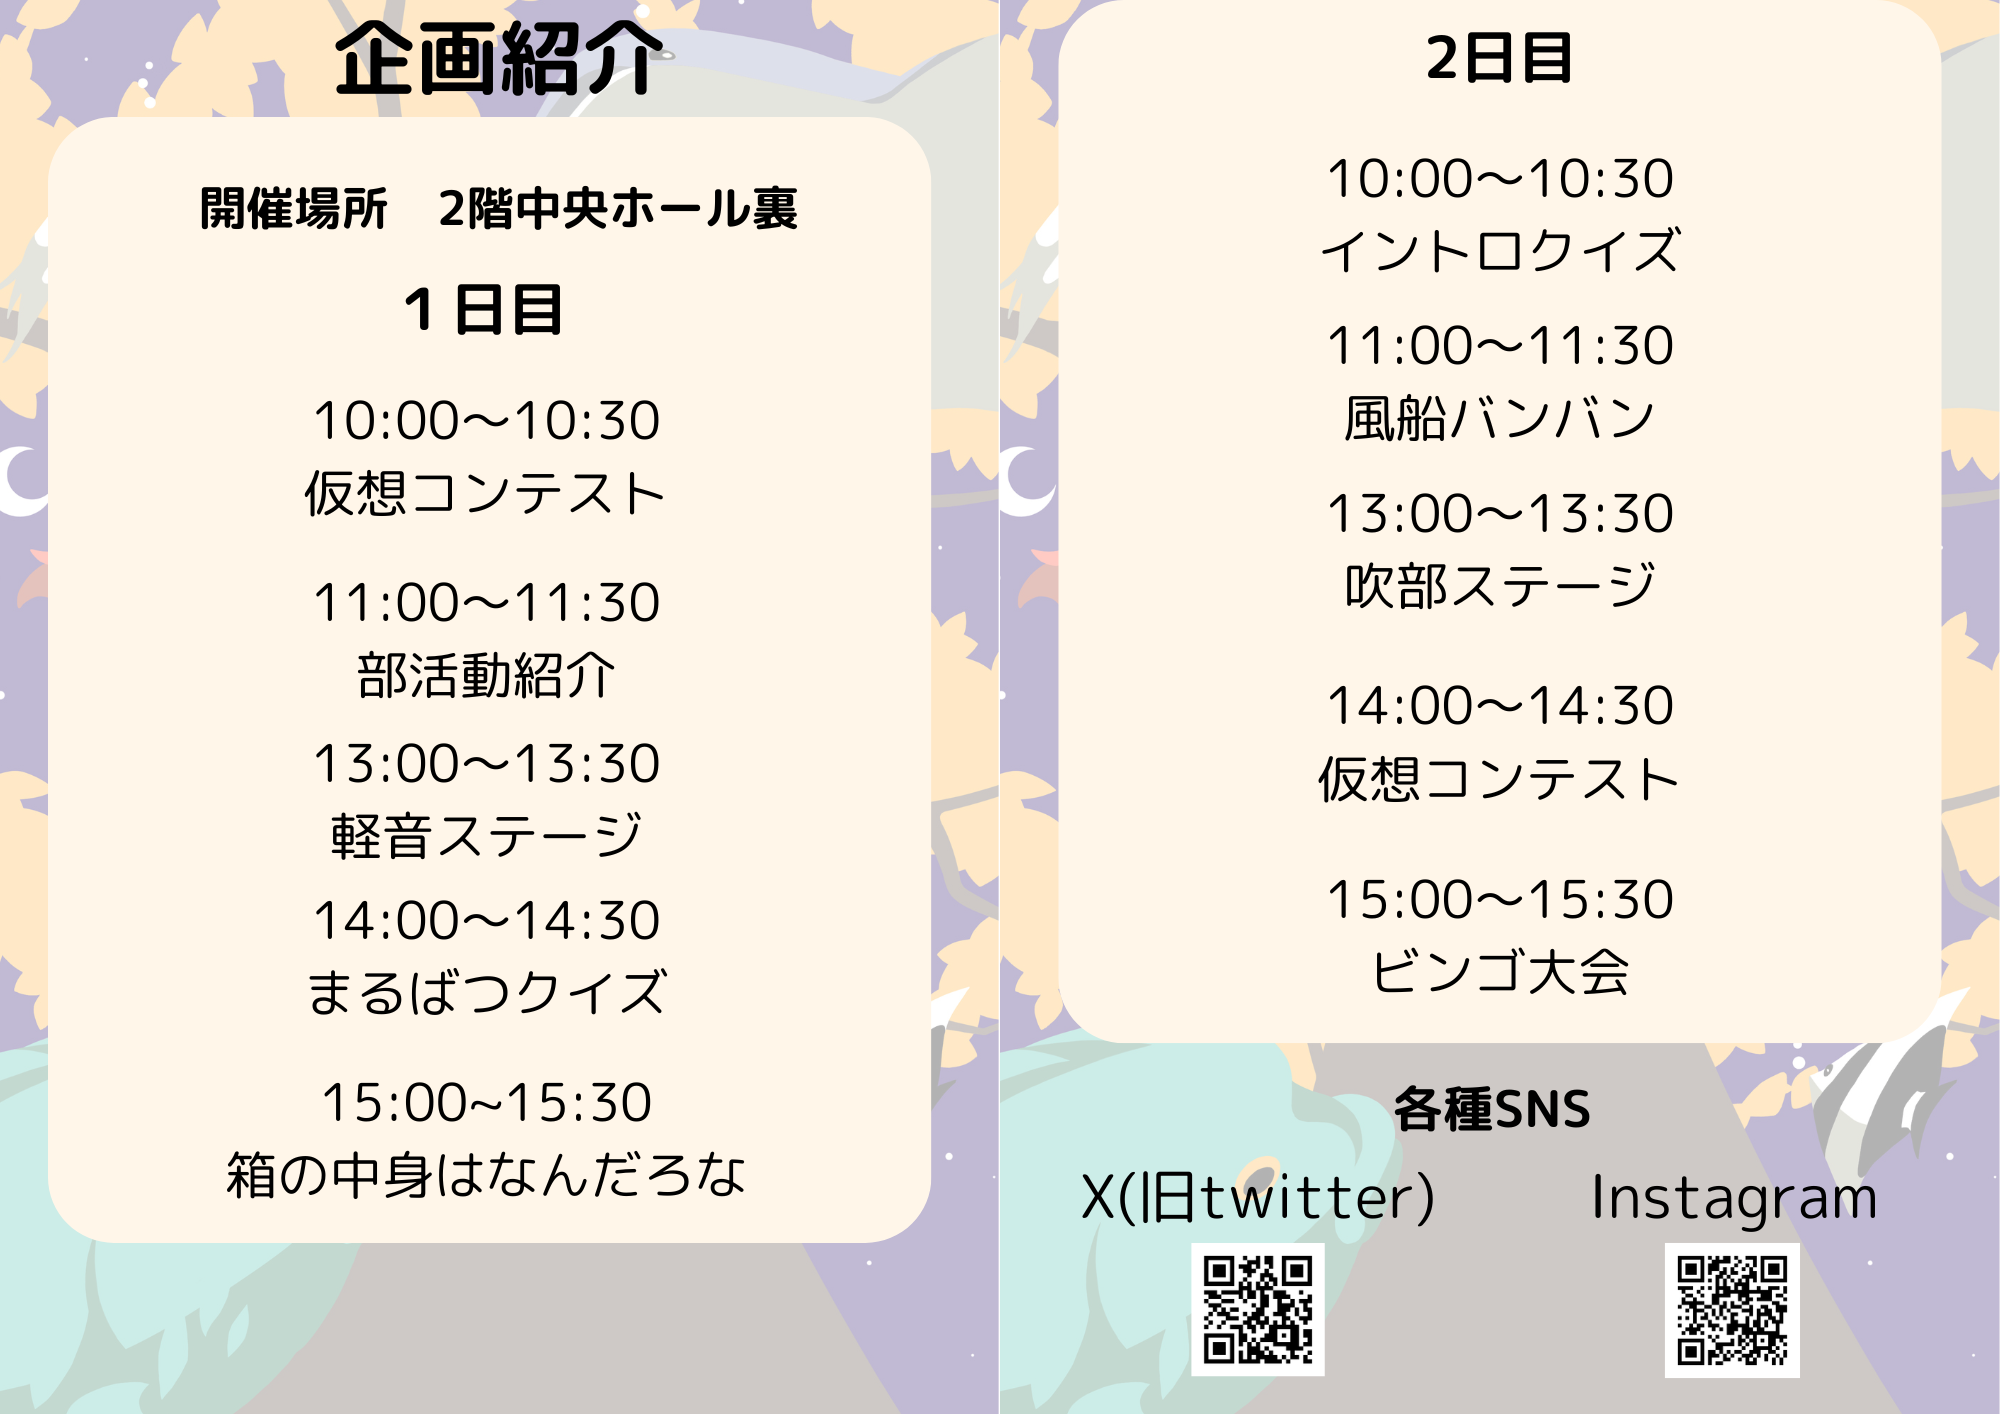 企画紹介
開催場所　2階中央ホール裏
1日目
10:00〜10:30
仮想コンテスト
11:00〜11:30
部活動紹介
13:00〜13:30
軽音ステージ
14:00〜14:30
まるばつクイズ
15:00~15:30
箱の中身はなんだろな
2日目
10:00〜10:30
イントロクイズ
11:00〜11:30
風船バンバン
13:00〜13:30
吹部ステージ
14:00〜14:30
仮想コンテスト
15:00〜15:30
ビンゴ大会
各種SNS
X(旧twitter)
Instagram